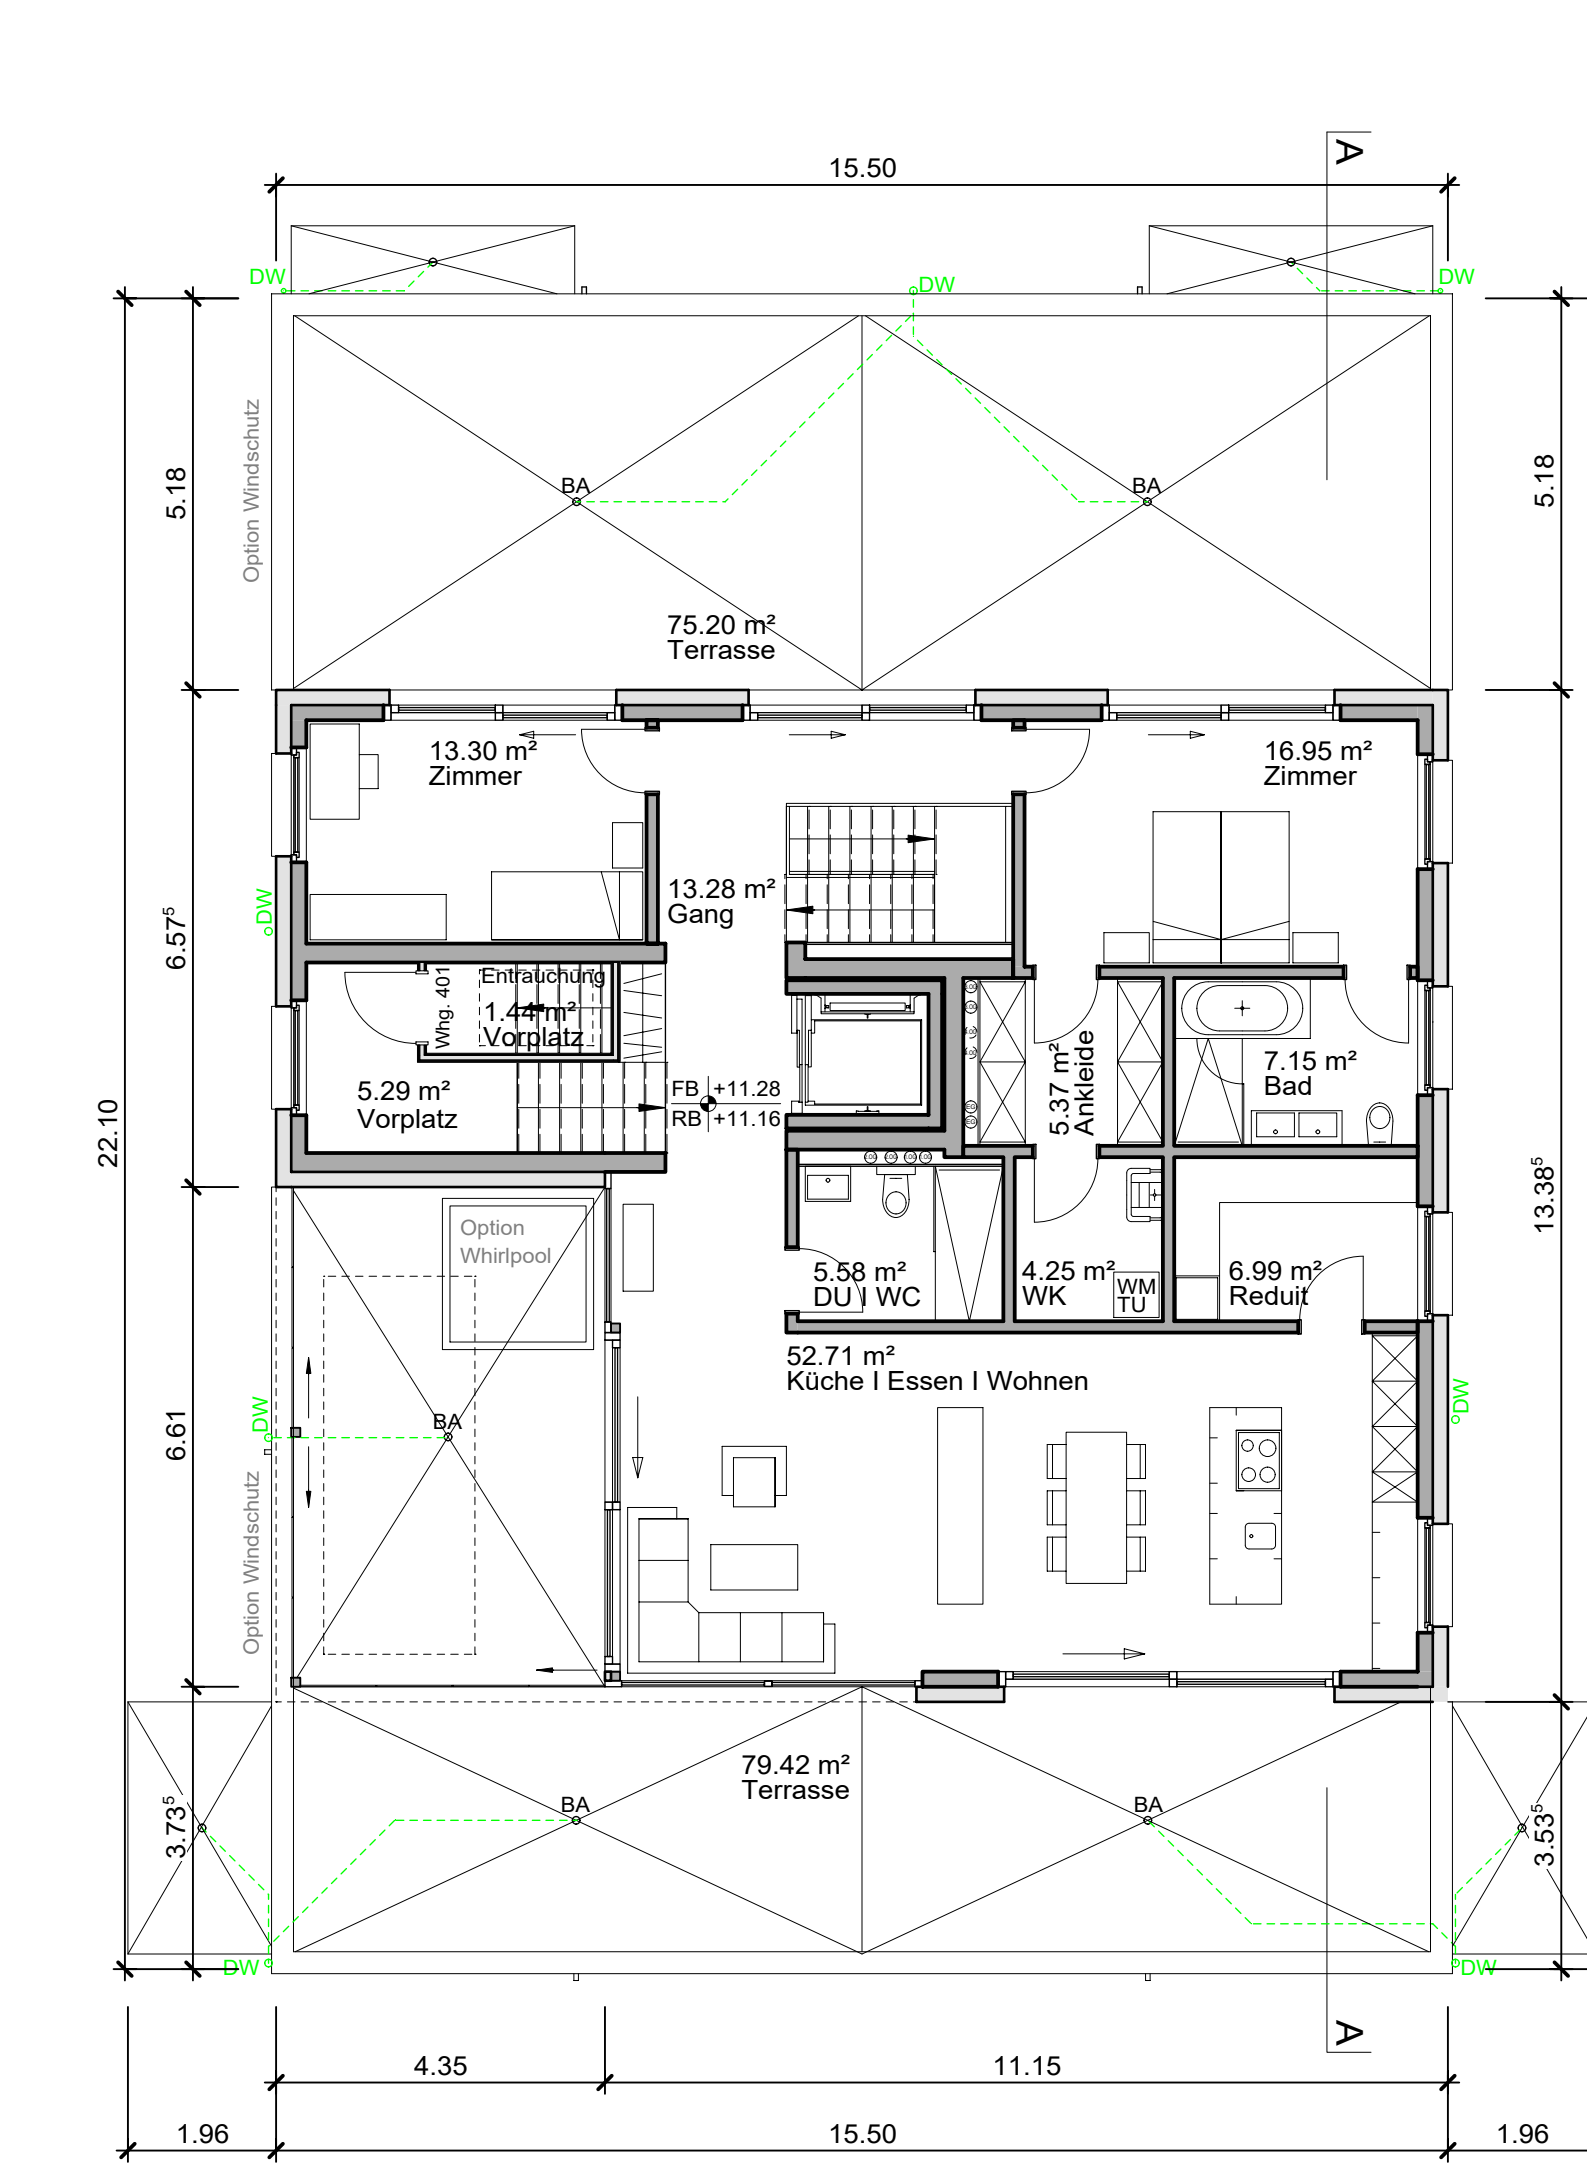 15.50
A
DW
DW
DW
5.18
Option Windschutz
5.18
BA
BA
75.20 m²
Terrasse
13.30 m²
Zimmer
16.95 m²
Zimmer
13.28 m²
Gang
DW
6.57⁵
Entrauchung
Whg. 401
1.44 m²
Vorplatz
5.29 m²
Vorplatz
FB +11.28
RB +11.16
5.37 m²
Ankleide
7.15 m²
Bad
22.10
13.38⁵
Option
Whirlpool
5.58 m²
DU I WC
4.25 m²
WK
WM
TU
6.99 m²
Reduit
52.71 m²
Küche I Essen I Wohnen
DW
BA
DW
6.61
Option Windschutz
79.42 m²
Terrasse
BA
BA
3.73⁵
3.53⁵
DW
DW
A
4.35
11.15
1.96
15.50
1.96